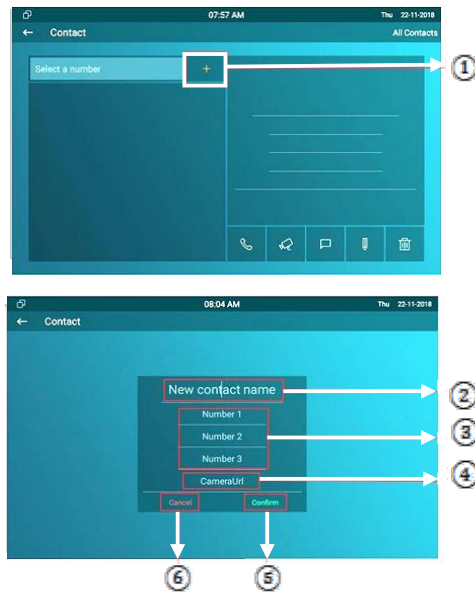 07:57 AM Thu 22-11-2018
← Contact All Contacts
Select a number +
①
08:04 AM Thu 22-11-2018
← Contact
New contact name
②
Number 1
Number 2
③
Number 3
CameraUrl
④
Cancel Confirm
⑥ ⑤